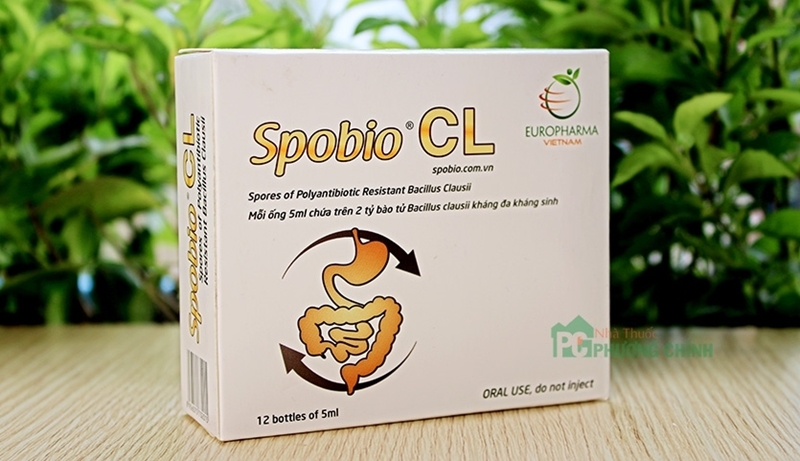 Spobio® CL
spobio.com.vn
Spores of Polyantibiotic Resistant Bacillus Clausii
Mỗi ống 5ml chứa trên 2 tỷ bào tử Bacillus clausii kháng đa kháng sinh
EUROPHARMA
VIETNAM
12 bottles of 5ml
ORAL USE, do not inject
Spobio® CL
Spores of Polyantibiotic
Resistant Bacillus Clausii
PC
Nhà Thuốc
PHƯƠNG CHINH